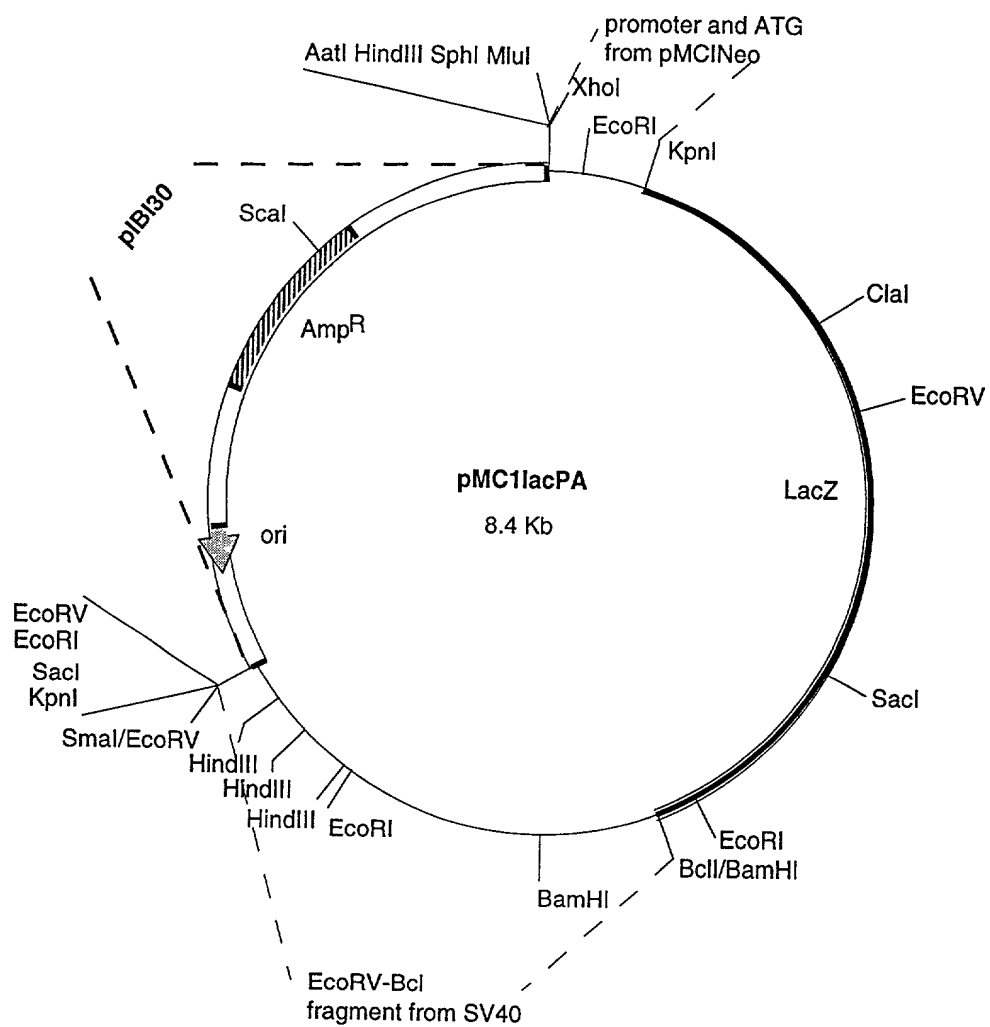 promoter and ATG
from pMCINeo
AatI HindIII SphI MluI
XhoI
EcoRI
KpnI
pIBI30
ScaI
AmpR
ClaI
EcoRV
pMC1lacPA
8.4 Kb
LacZ
ori
EcoRV
EcoRI
SacI
KpnI
SmaI/EcoRV
HindIII
HindIII
HindIII
EcoRI
SacI
EcoRI
BclI/BamHI
BamHI
EcoRV-Bcl
fragment from SV40